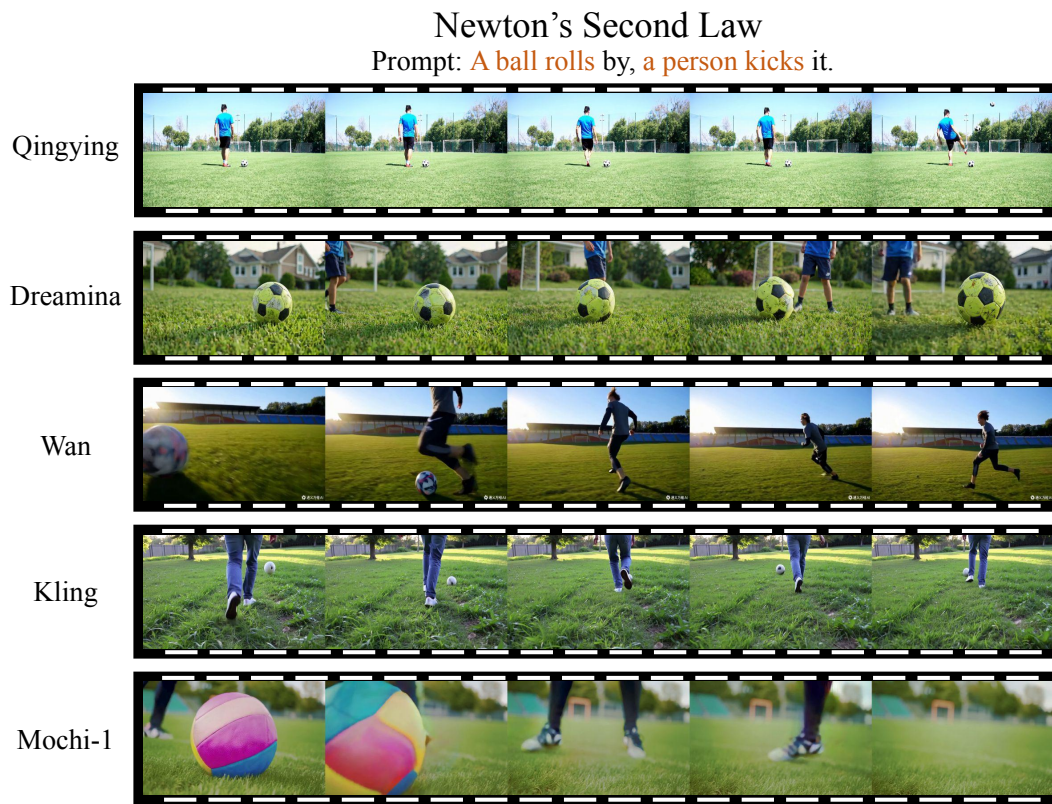 Newton’s Second Law
Prompt: A ball rolls by, a person kicks it.
Qingying
Dreamina
Wan
Kling
Mochi-1